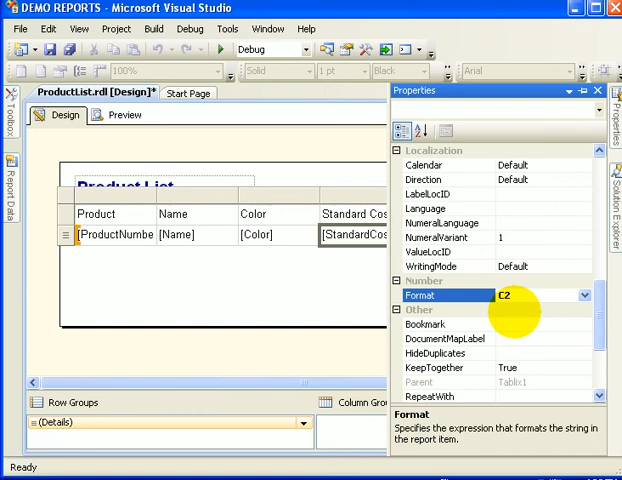 DEMO REPORTS - Microsoft Visual Studio
File Edit View Project Build Debug Tools Window Help
Debug
100% Solid 1 pt Black Arial
ProductList.rdl [Design]* Start Page
Design Preview
Product List
Product Name Color Standard Cos
[ProductNumbe [Name] [Color] [StandardCos
Row Groups Column Group
(Details)
Toolbox
Report Data
Properties
Localization
Calendar Default
Direction Default
LabelLocID
Language
NumeralLanguage
NumeralVariant 1
ValueLocID
WritingMode Default
Number
Format C2
Other
Bookmark
DocumentMapLabel
HideDuplicates
KeepTogether True
Parent Tablix1
RepeatWith
Format
Specifies the expression that formats the string in
the report item.
Properties
Solution Explorer
Ready